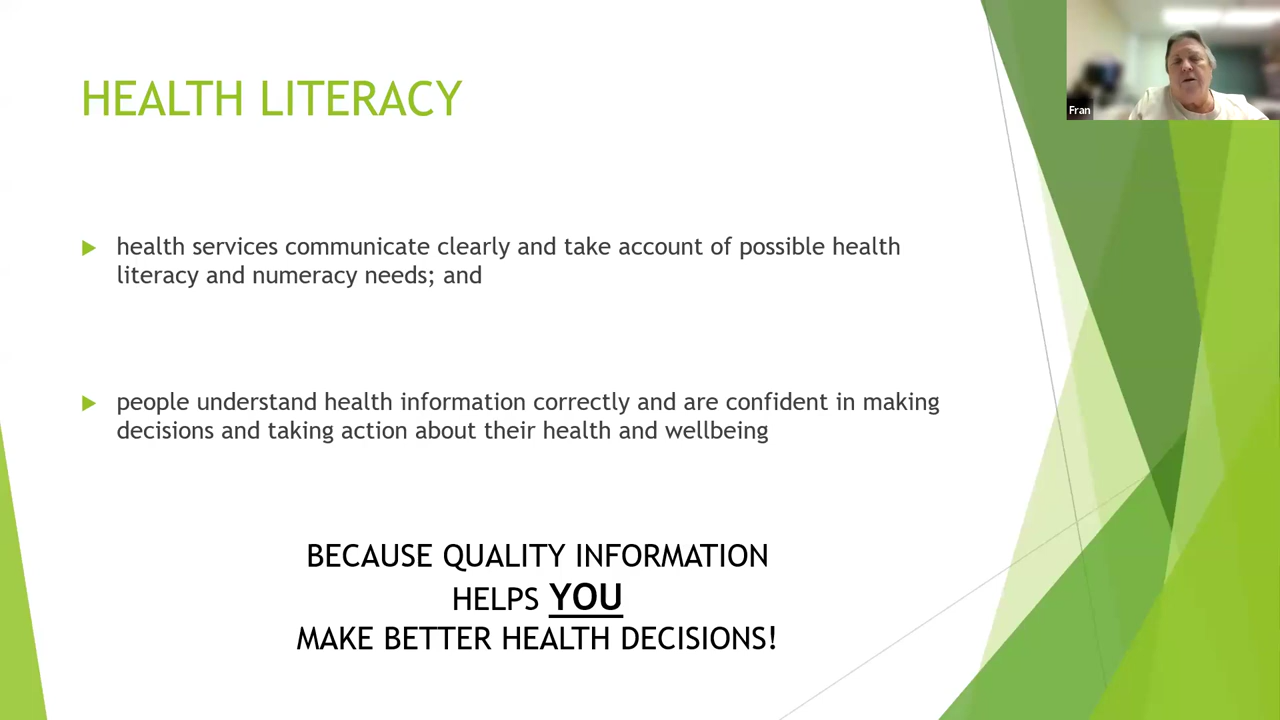 HEALTH LITERACY
Fran
health services communicate clearly and take account of possible health
literacy and numeracy needs; and
people understand health information correctly and are confident in making
decisions and taking action about their health and wellbeing
BECAUSE QUALITY INFORMATION
HELPS YOU
MAKE BETTER HEALTH DECISIONS!